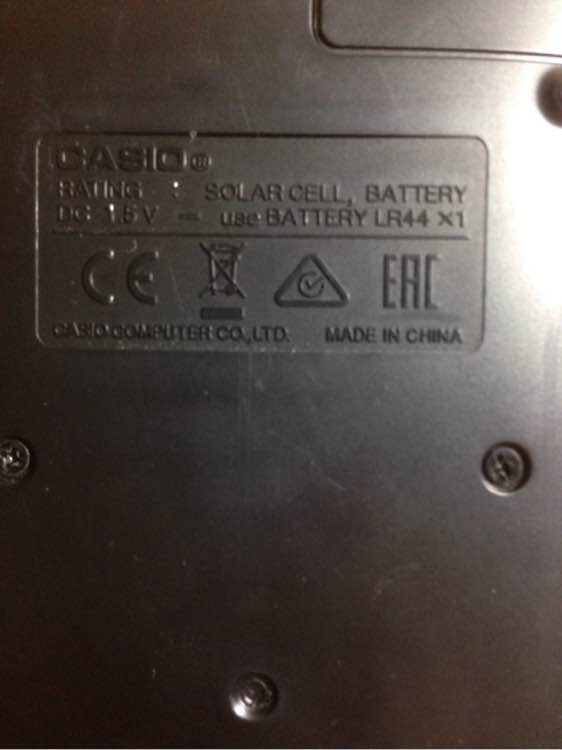 CASIO®
RATING : SOLAR CELL, BATTERY
DC 1.5 V ⎓ use BATTERY LR44 X1
CE
EAC
CASIO COMPUTER CO.,LTD. MADE IN CHINA